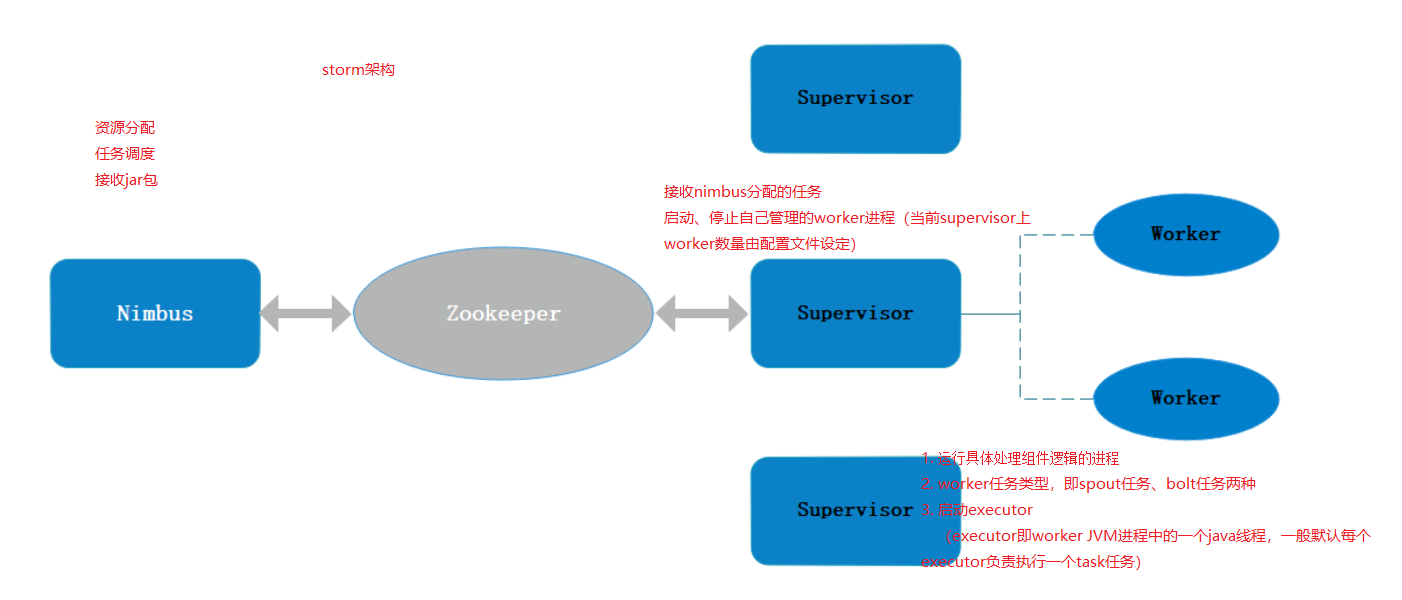 storm架构
资源分配
任务调度
接收jar包
Supervisor
接收nimbus分配的任务
启动、停止自己管理的worker进程（当前supervisor上
worker数量由配置文件设定）
Nimbus
Zookeeper
Supervisor
Worker
Worker
Supervisor
1. 运行具体处理组件逻辑的进程
2. worker任务类型，即spout任务、bolt任务两种
3. 启动executor
（executor即worker JVM进程中的一个java线程，一般默认每个
executor负责执行一个task任务）